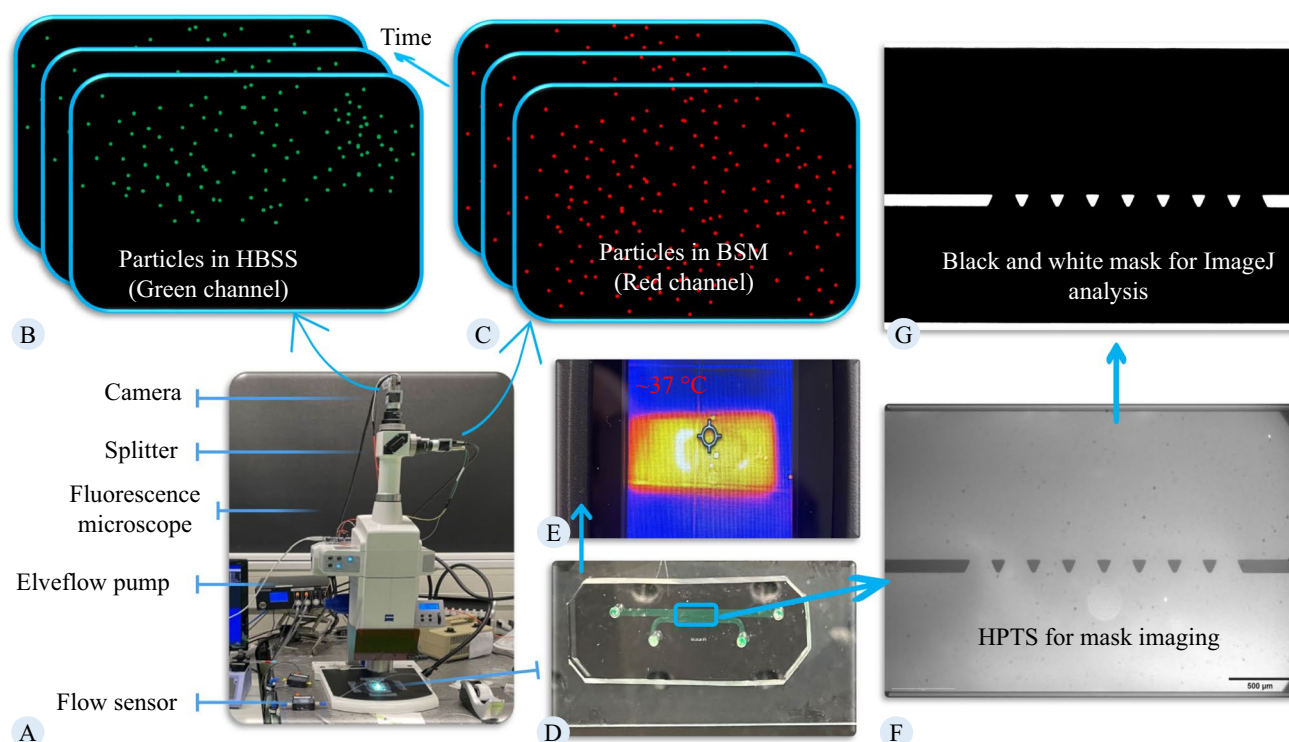 Time
Particles in HBSS
(Green channel)
B
Particles in BSM
(Red channel)
C
Black and white mask for ImageJ
analysis
G
Camera
Splitter
Fluorescence
microscope
Elveflow pump
Flow sensor
A
~37 °C
E
D
HPTS for mask imaging
500 µm
F